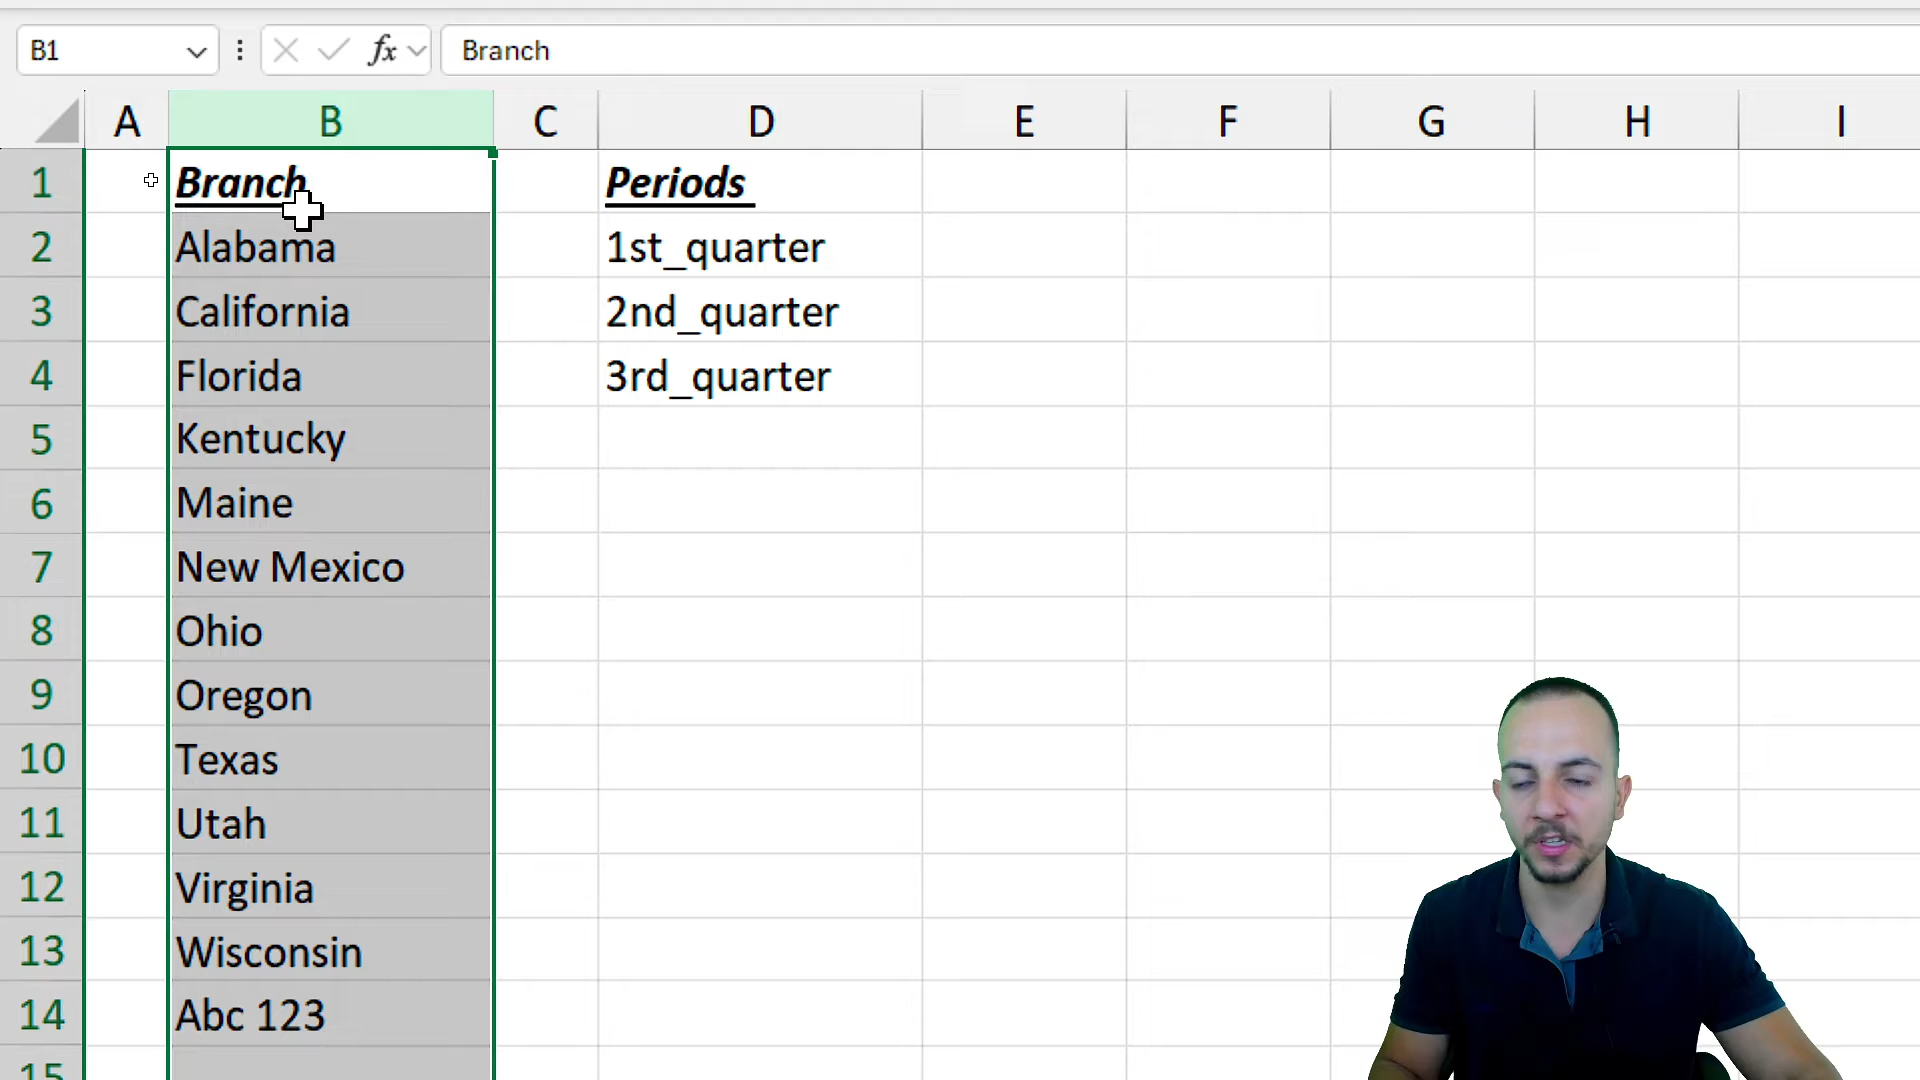 B1
fx
Branch
A B C D E F G H I
1 Branch Periods
2 Alabama 1st_quarter
3 California 2nd_quarter
4 Florida 3rd_quarter
5 Kentucky
6 Maine
7 New Mexico
8 Ohio
9 Oregon
10 Texas
11 Utah
12 Virginia
13 Wisconsin
14 Abc 123
15